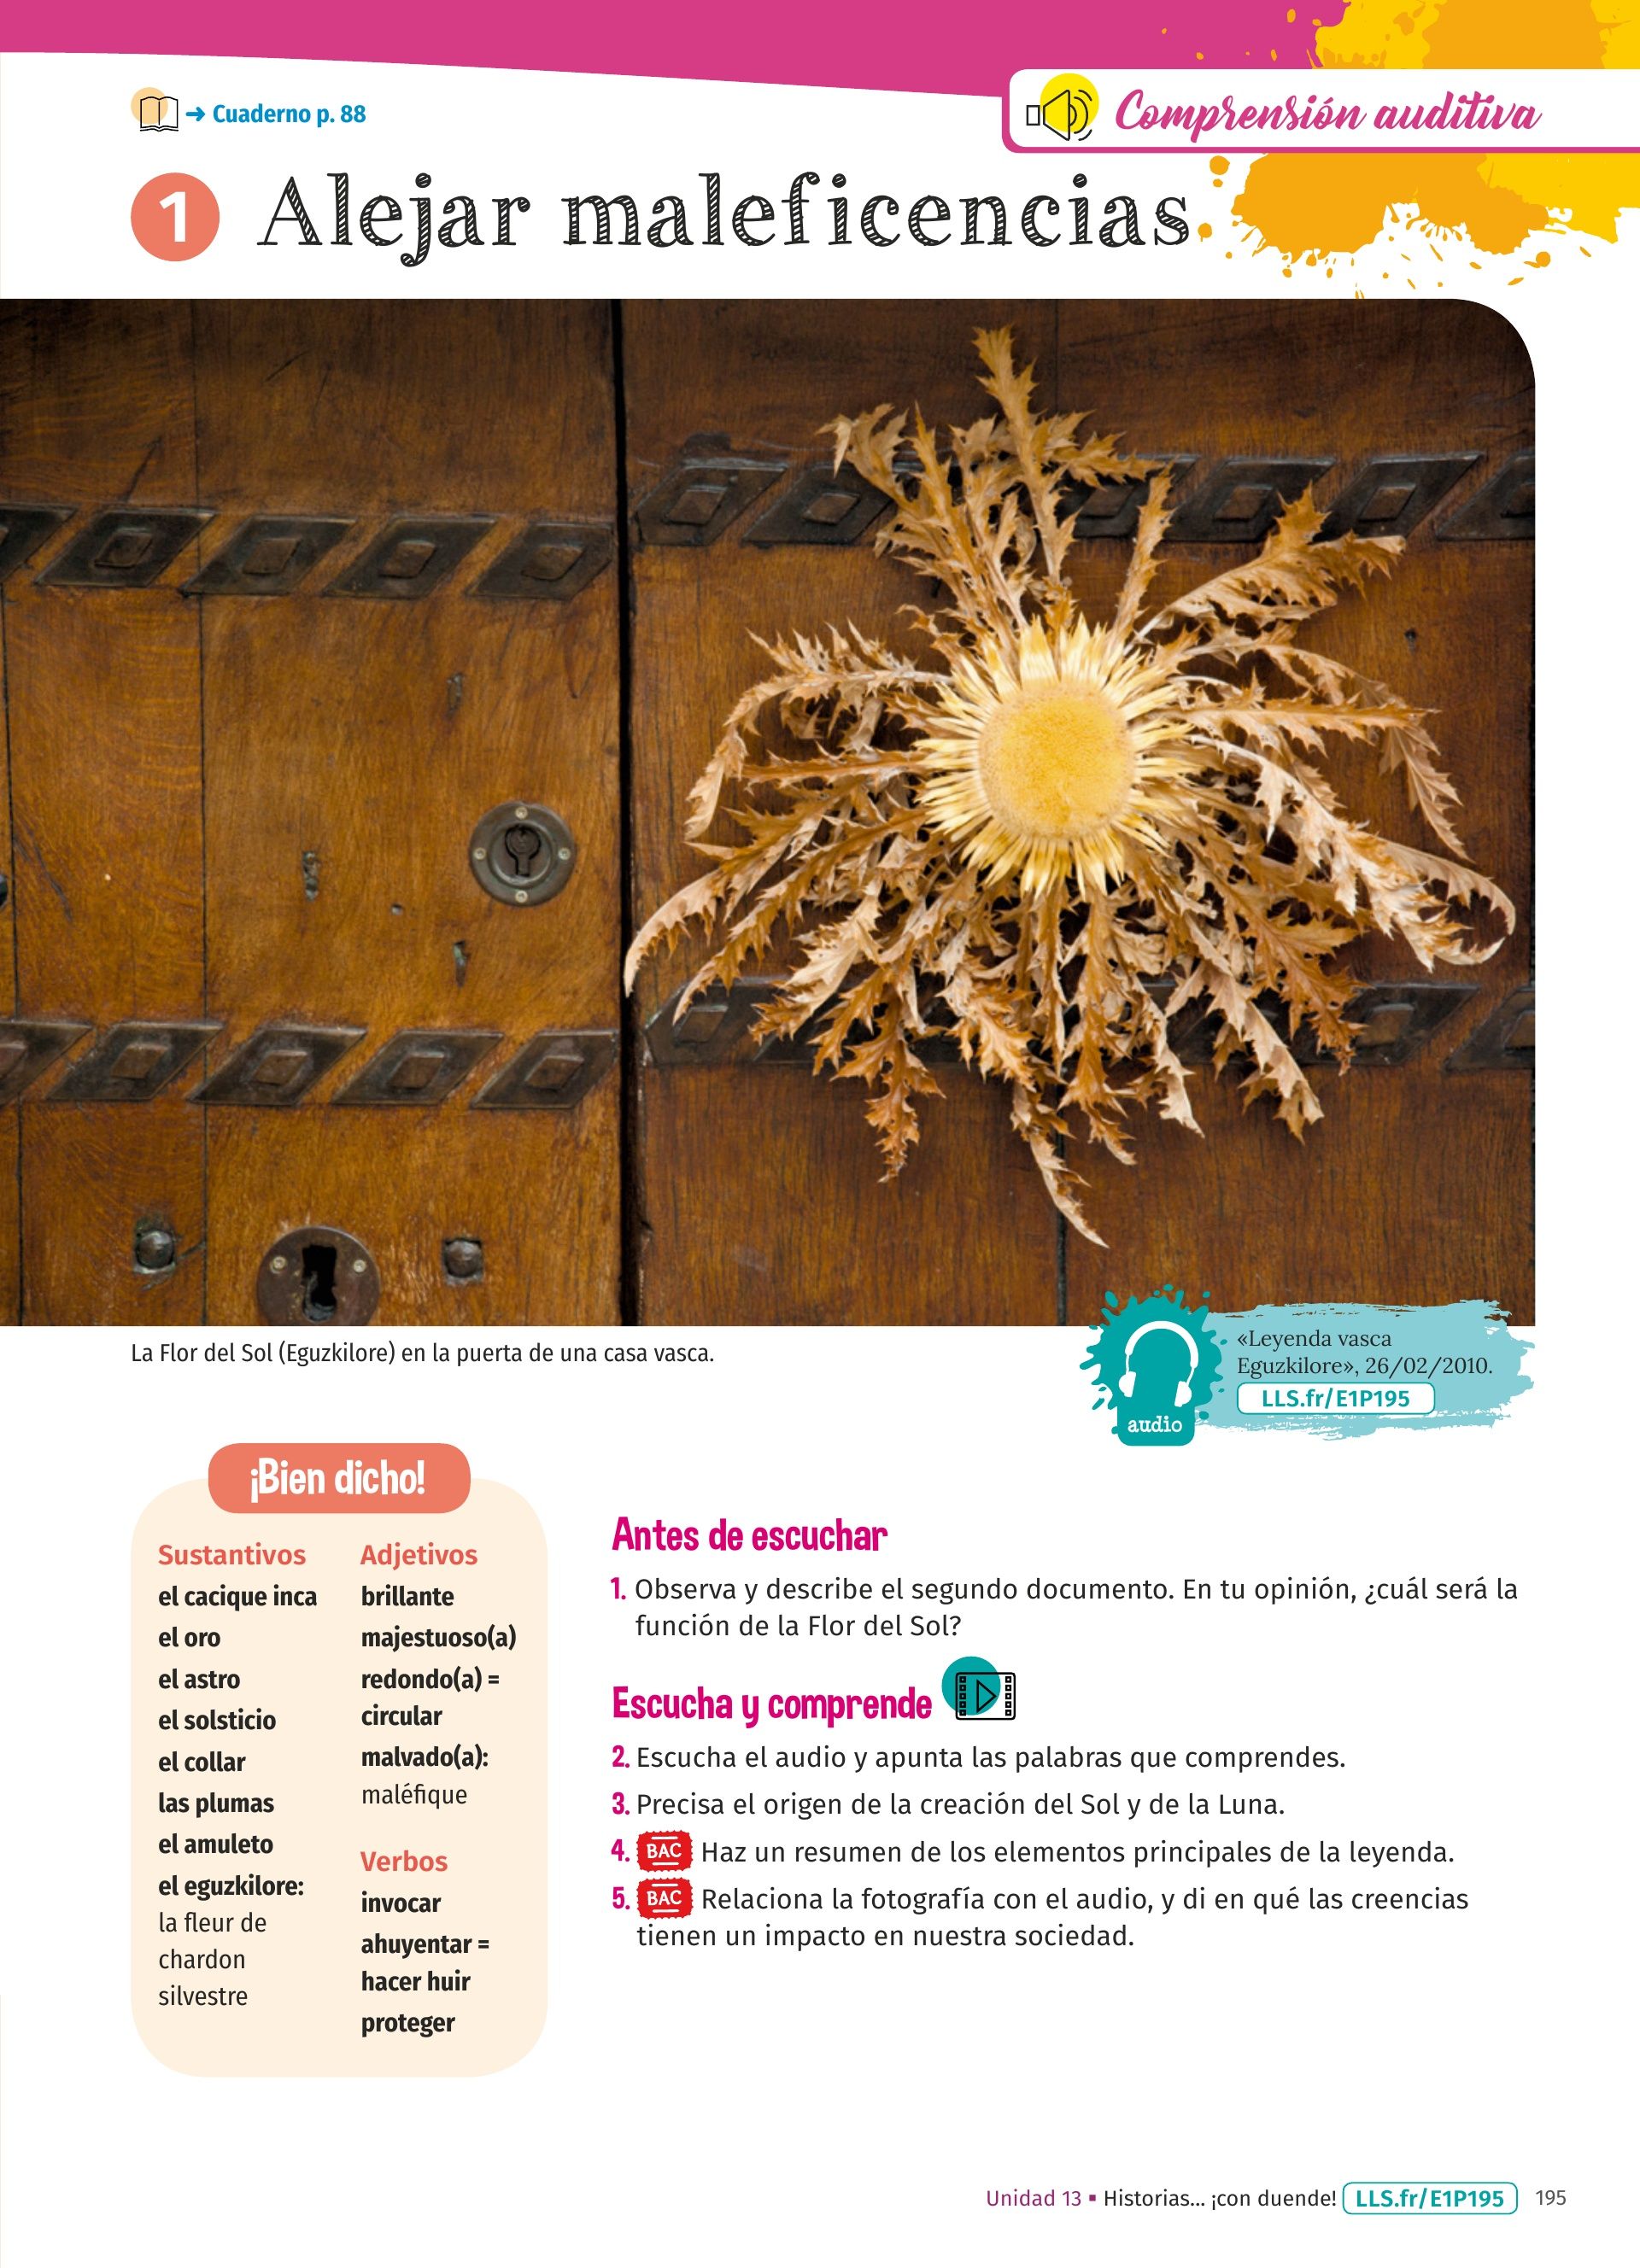 → Cuaderno p. 88
Comprensión auditiva
1 Alejar maleficencias
La Flor del Sol (Eguzkilore) en la puerta de una casa vasca.
audio
«Leyenda vasca
Eguzkilore», 26/02/2010.
LLS.fr/E1P195
¡Bien dicho!
Sustantivos
el cacique inca
el oro
el astro
el solsticio
el collar
las plumas
el amuleto
el eguzkilore:
la fleur de
chardon
silvestre
Adjetivos
brillante
majestuoso(a)
redondo(a) =
circular
malvado(a):
maléfique
Verbos
invocar
ahuyentar =
hacer huir
proteger
Antes de escuchar
1. Observa y describe el segundo documento. En tu opinión, ¿cuál será la
función de la Flor del Sol?
Escucha y comprende
2. Escucha el audio y apunta las palabras que comprendes.
3. Precisa el origen de la creación del Sol y de la Luna.
4. BAC Haz un resumen de los elementos principales de la leyenda.
5. BAC Relaciona la fotografía con el audio, y di en qué las creencias
tienen un impacto en nuestra sociedad.
Unidad 13 ▪ Historias... ¡con duende! LLS.fr/E1P195 195